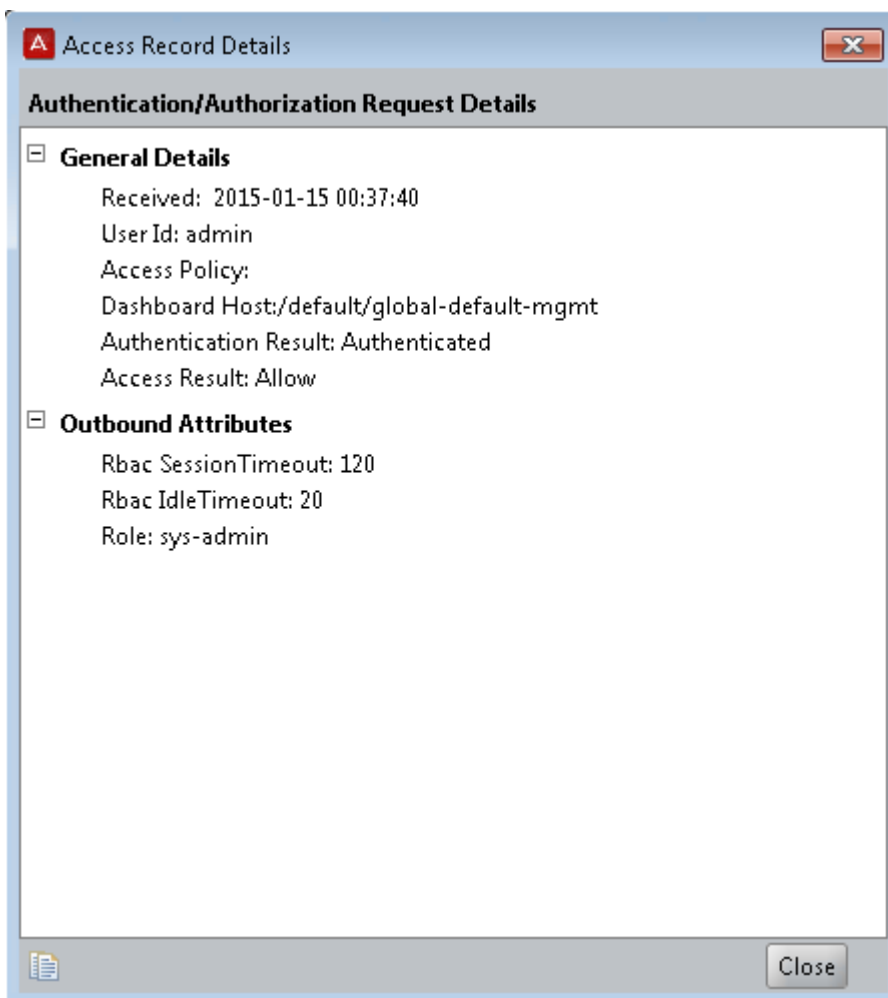 A Access Record Details
Authentication/Authorization Request Details
General Details
Received: 2015-01-15 00:37:40
User Id: admin
Access Policy:
Dashboard Host:/default/global-default-mgmt
Authentication Result: Authenticated
Access Result: Allow
Outbound Attributes
Rbac SessionTimeout: 120
Rbac IdleTimeout: 20
Role: sys-admin
Close